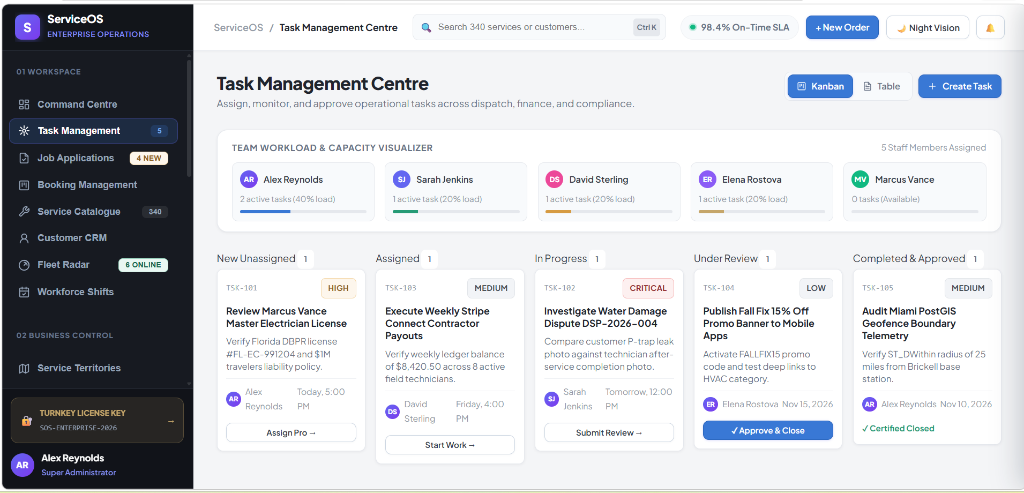 S
ServiceOS
ENTERPRISE OPERATIONS
01 WORKSPACE
Command Centre
Task Management 5
Job Applications 4 NEW
Booking Management
Service Catalogue 340
Customer CRM
Fleet Radar 6 ONLINE
Workforce Shifts
02 BUSINESS CONTROL
Service Territories
TURNKEY LICENSE KEY
SOS-ENTERPRISE-2026 →
AR
Alex Reynolds
Super Administrator
ServiceOS / Task Management Centre
Search 340 services or customers... Ctrl K
98.4% On-Time SLA
+ New Order
Night Vision
Task Management Centre
Assign, monitor, and approve operational tasks across dispatch, finance, and compliance.
Kanban
Table
+ Create Task
TEAM WORKLOAD & CAPACITY VISUALIZER
5 Staff Members Assigned
AR Alex Reynolds
2 active tasks (40% load)
SJ Sarah Jenkins
1 active task (20% load)
DS David Sterling
1 active task (20% load)
ER Elena Rostova
1 active task (20% load)
MV Marcus Vance
0 tasks (Available)
New Unassigned 1
TSK-101 HIGH
Review Marcus Vance
Master Electrician License
Verify Florida DBPR license
#FL-EC-991204 and $1M
travelers liability policy.
AR Alex Reynolds
Today, 5:00 PM
Assign Pro →
Assigned 1
TSK-103 MEDIUM
Execute Weekly Stripe
Connect Contractor
Payouts
Verify weekly ledger balance
of $8,420.50 across 8 active
field technicians.
DS David Sterling
Friday, 4:00 PM
Start Work →
In Progress 1
TSK-102 CRITICAL
Investigate Water Damage
Dispute DSP-2026-004
Compare customer P-trap leak
photo against technician after-
service completion photo.
SJ Sarah Jenkins
Tomorrow, 12:00 PM
Submit Review →
Under Review 1
TSK-104 LOW
Publish Fall Fix 15% Off
Promo Banner to Mobile
Apps
Activate FALLFIX15 promo
code and test deep links to
HVAC category.
ER Elena Rostova Nov 15, 2026
✓ Approve & Close
Completed & Approved 1
TSK-105 MEDIUM
Audit Miami PostGIS
Geofence Boundary
Telemetry
Verify ST_DWithin radius of 25
miles from Brickell base
station.
AR Alex Reynolds Nov 10, 2026
✓ Certified Closed